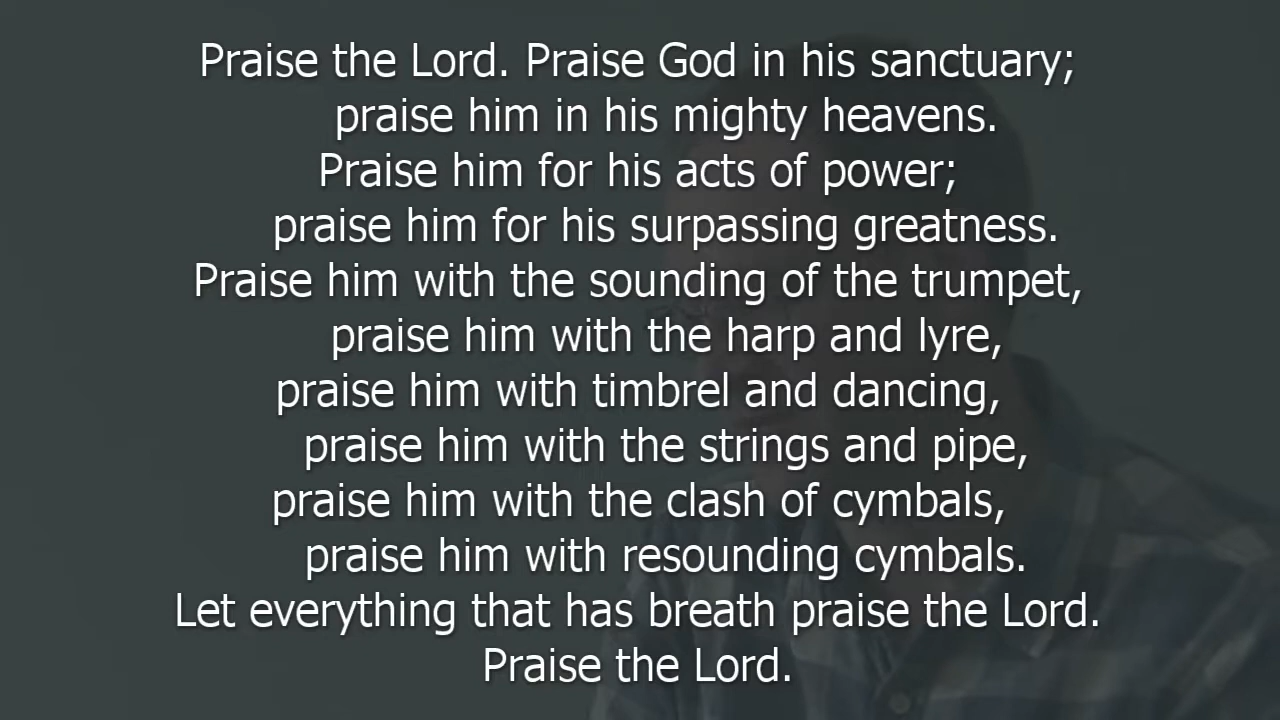 Praise the Lord. Praise God in his sanctuary;
praise him in his mighty heavens.
Praise him for his acts of power;
praise him for his surpassing greatness.
Praise him with the sounding of the trumpet,
praise him with the harp and lyre,
praise him with timbrel and dancing,
praise him with the strings and pipe,
praise him with the clash of cymbals,
praise him with resounding cymbals.
Let everything that has breath praise the Lord.
Praise the Lord.